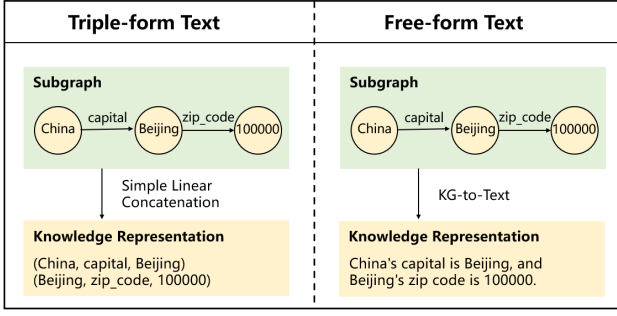 Triple-form Text
Subgraph
China
capital
Beijing
zip_code
100000
Simple Linear
Concatenation
Knowledge Representation
(China, capital, Beijing)
(Beijing, zip_code, 100000)
Free-form Text
Subgraph
China
capital
Beijing
zip_code
100000
KG-to-Text
Knowledge Representation
China's capital is Beijing, and
Beijing's zip code is 100000.